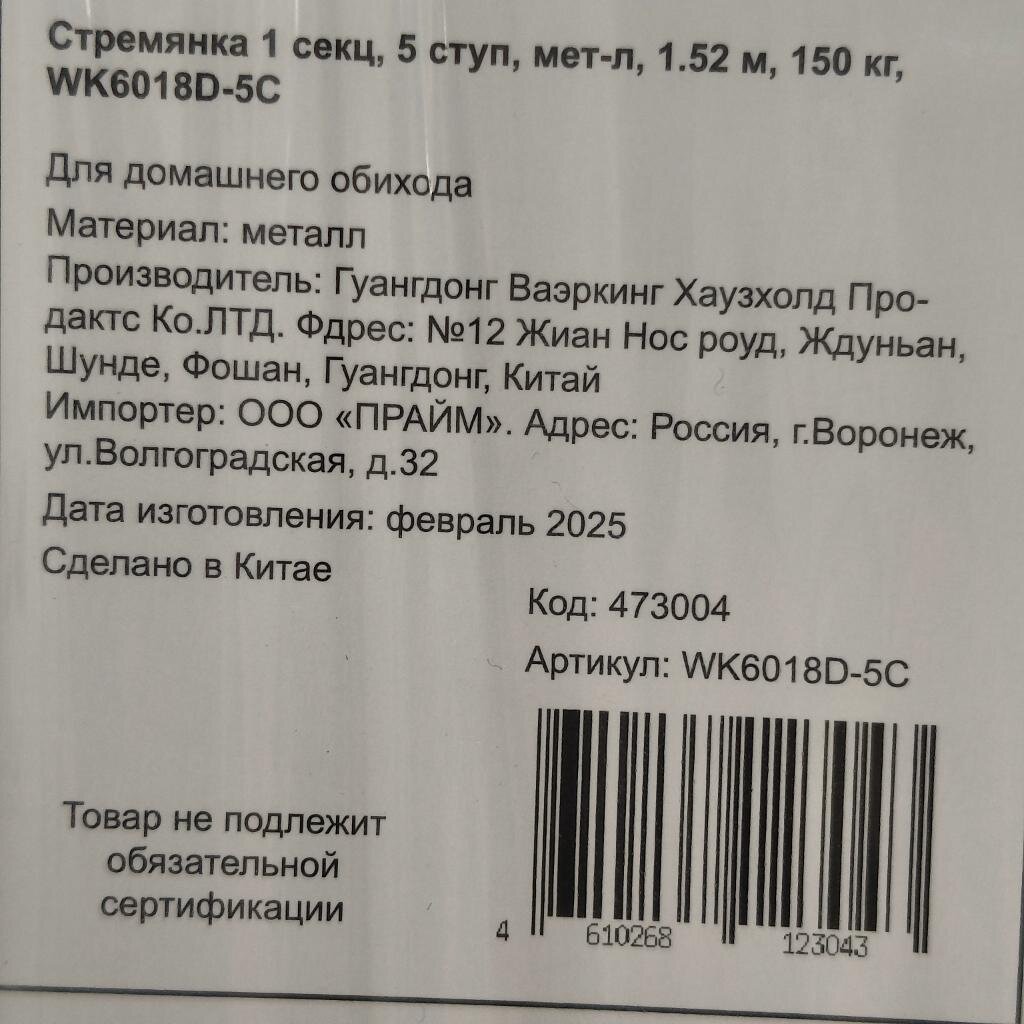 Стремянка 1 секц, 5 ступ, мет-л, 1.52 м, 150 кг,
WK6018D-5C
Для домашнего обихода
Материал: металл
Производитель: Гуангдонг Ваэркинг Хаузхолд Про-
дактс Ко.ЛТД. Фдрес: №12 Жиан Нос роуд, Ждуньан,
Шунде, Фошан, Гуангдонг, Китай
Импортер: ООО «ПРАЙМ». Адрес: Россия, г.Воронеж,
ул.Волгоградская, д.32
Дата изготовления: февраль 2025
Сделано в Китае
Код: 473004
Артикул: WK6018D-5C
Товар не подлежит
обязательной
сертификации
4 610268 123043